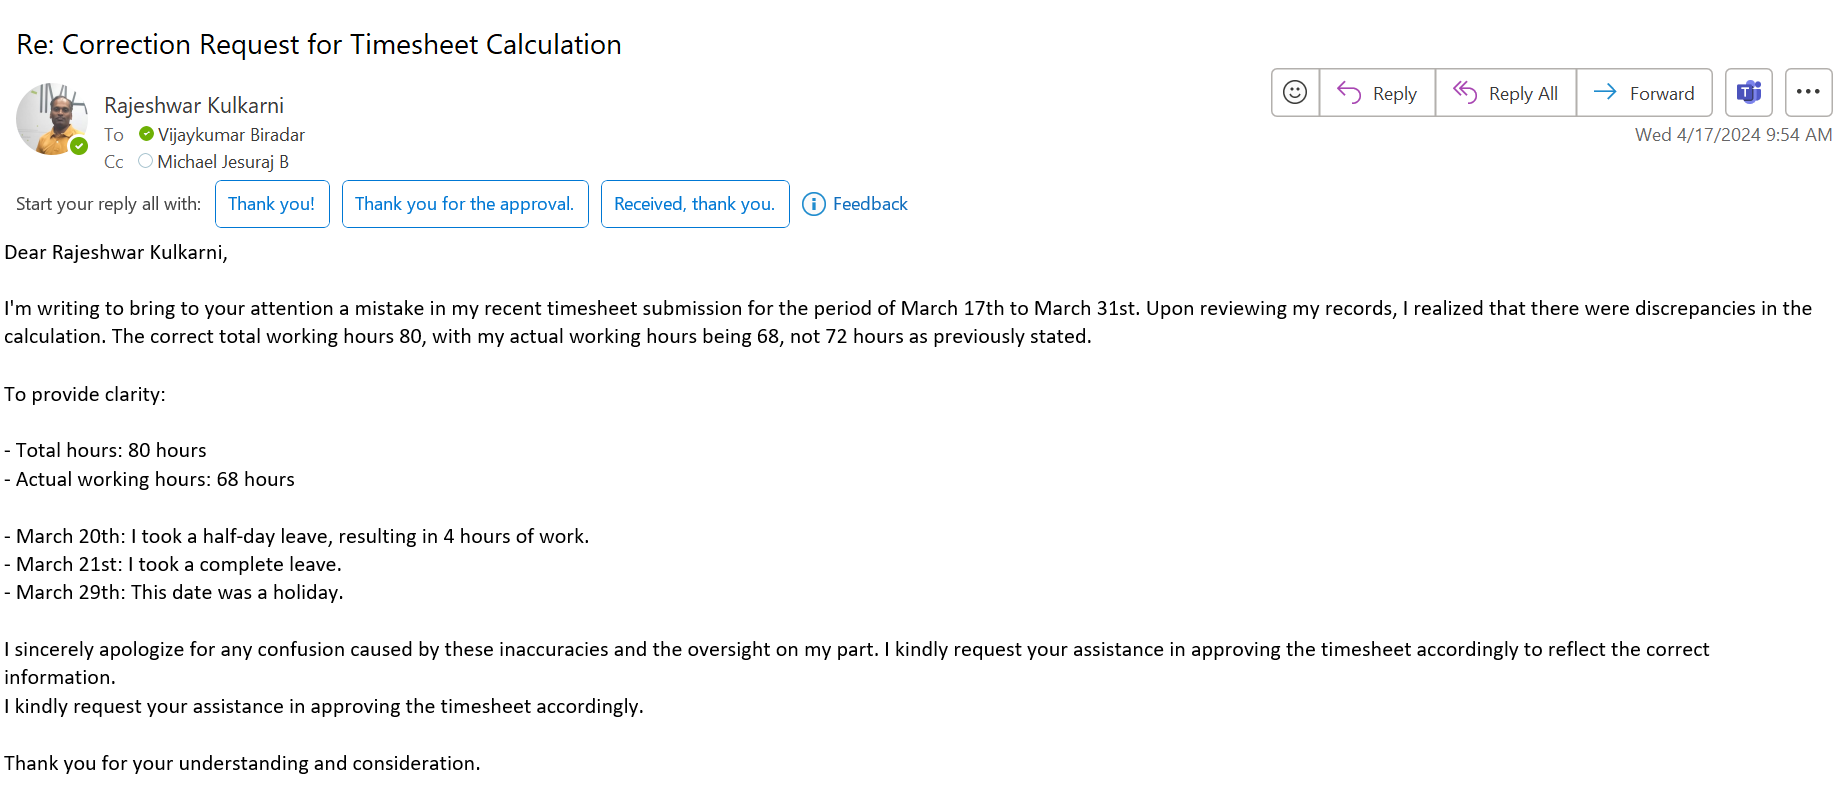 Re: Correction Request for Timesheet Calculation
Rajeshwar Kulkarni
To Vijaykumar Biradar
Cc Michael Jesuraj B
Reply
Reply All
Forward
Wed 4/17/2024 9:54 AM
Start your reply all with: Thank you! Thank you for the approval. Received, thank you. Feedback
Dear Rajeshwar Kulkarni,
I'm writing to bring to your attention a mistake in my recent timesheet submission for the period of March 17th to March 31st. Upon reviewing my records, I realized that there were discrepancies in the
calculation. The correct total working hours 80, with my actual working hours being 68, not 72 hours as previously stated.
To provide clarity:
- Total hours: 80 hours
- Actual working hours: 68 hours
- March 20th: I took a half-day leave, resulting in 4 hours of work.
- March 21st: I took a complete leave.
- March 29th: This date was a holiday.
I sincerely apologize for any confusion caused by these inaccuracies and the oversight on my part. I kindly request your assistance in approving the timesheet accordingly to reflect the correct
information.
I kindly request your assistance in approving the timesheet accordingly.
Thank you for your understanding and consideration.